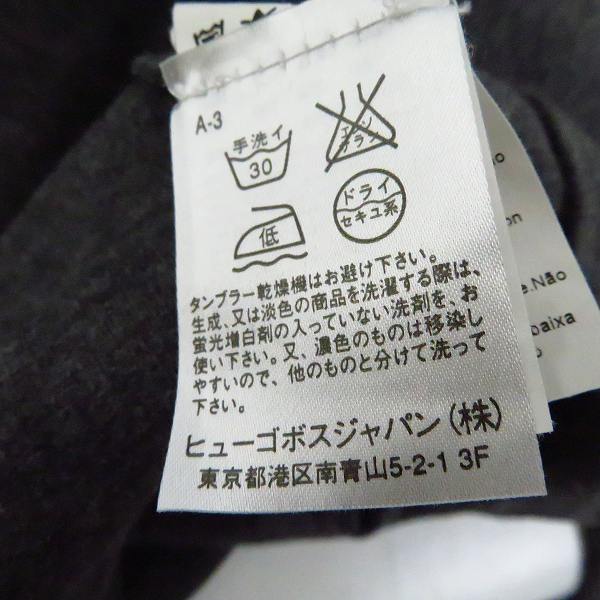 A-3
手洗イ
30
エンソ
サラシ
低
ドライ
セキユ系
タンブラー乾燥機はお避け下さい。
生成、又は淡色の商品を洗濯する際は、
蛍光増白剤の入っていない洗剤を、お
使い下さい。又、濃色のものは移染し
やすいので、他のものと分けて洗って
下さい。
ヒューゴボスジャパン(株)
東京都港区南青山5-2-1 3F
on
e.Não
baixa